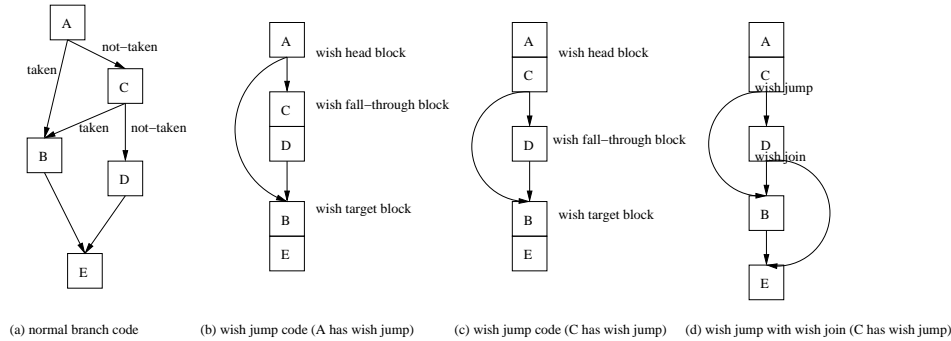 A
not-taken
taken
C
taken
not-taken
B
D
E
(a) normal branch code
A
wish head block
C
wish fall-through block
D
B
wish target block
E
(b) wish jump code (A has wish jump)
A
wish head block
C
D
wish fall-through block
B
wish target block
E
(c) wish jump code (C has wish jump)
A
C
wish jump
D
wish join
B
E
(d) wish jump with wish join (C has wish jump)